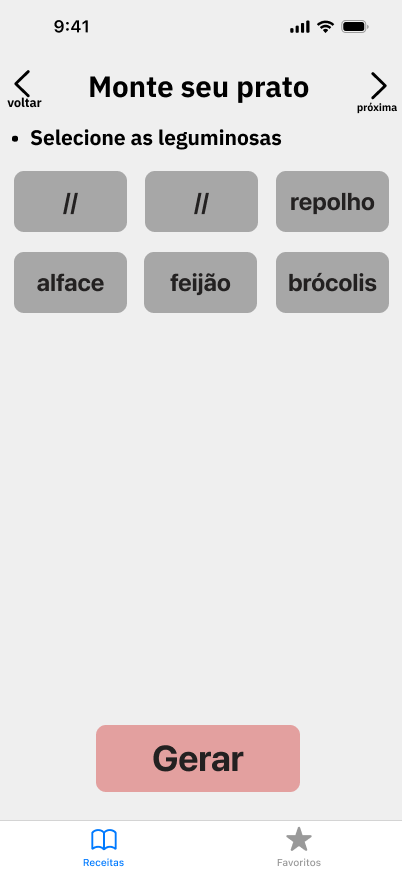 9:41
Monte seu prato
voltar
próxima
• Selecione as leguminosas
// // repolho
alface feijão brócolis
Gerar
Receitas Favoritos